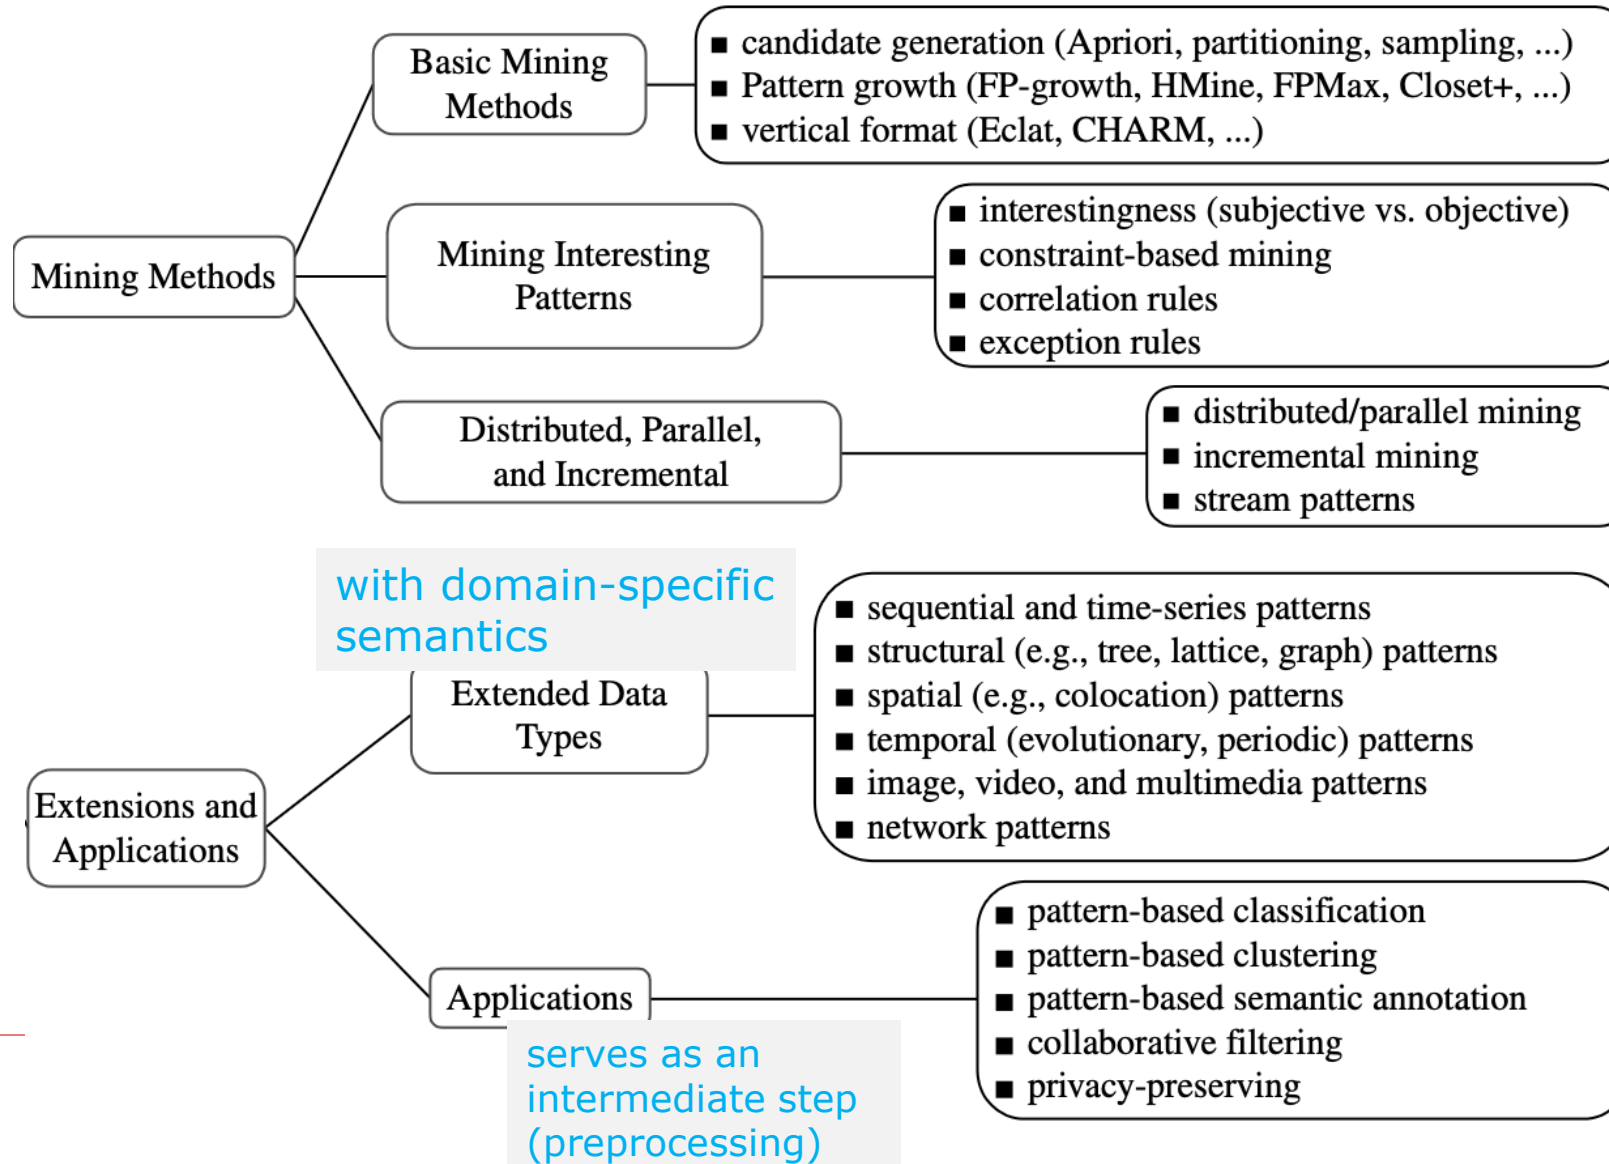 Mining Methods
Basic Mining
Methods
■ candidate generation (Apriori, partitioning, sampling, ...)
■ Pattern growth (FP-growth, HMine, FPMax, Closet+, ...)
■ vertical format (Eclat, CHARM, ...)
Mining Interesting
Patterns
■ interestingness (subjective vs. objective)
■ constraint-based mining
■ correlation rules
■ exception rules
Distributed, Parallel,
and Incremental
■ distributed/parallel mining
■ incremental mining
■ stream patterns
Extensions and
Applications
with domain-specific
semantics
Extended Data
Types
■ sequential and time-series patterns
■ structural (e.g., tree, lattice, graph) patterns
■ spatial (e.g., colocation) patterns
■ temporal (evolutionary, periodic) patterns
■ image, video, and multimedia patterns
■ network patterns
Applications
serves as an
intermediate step
(preprocessing)
■ pattern-based classification
■ pattern-based clustering
■ pattern-based semantic annotation
■ collaborative filtering
■ privacy-preserving